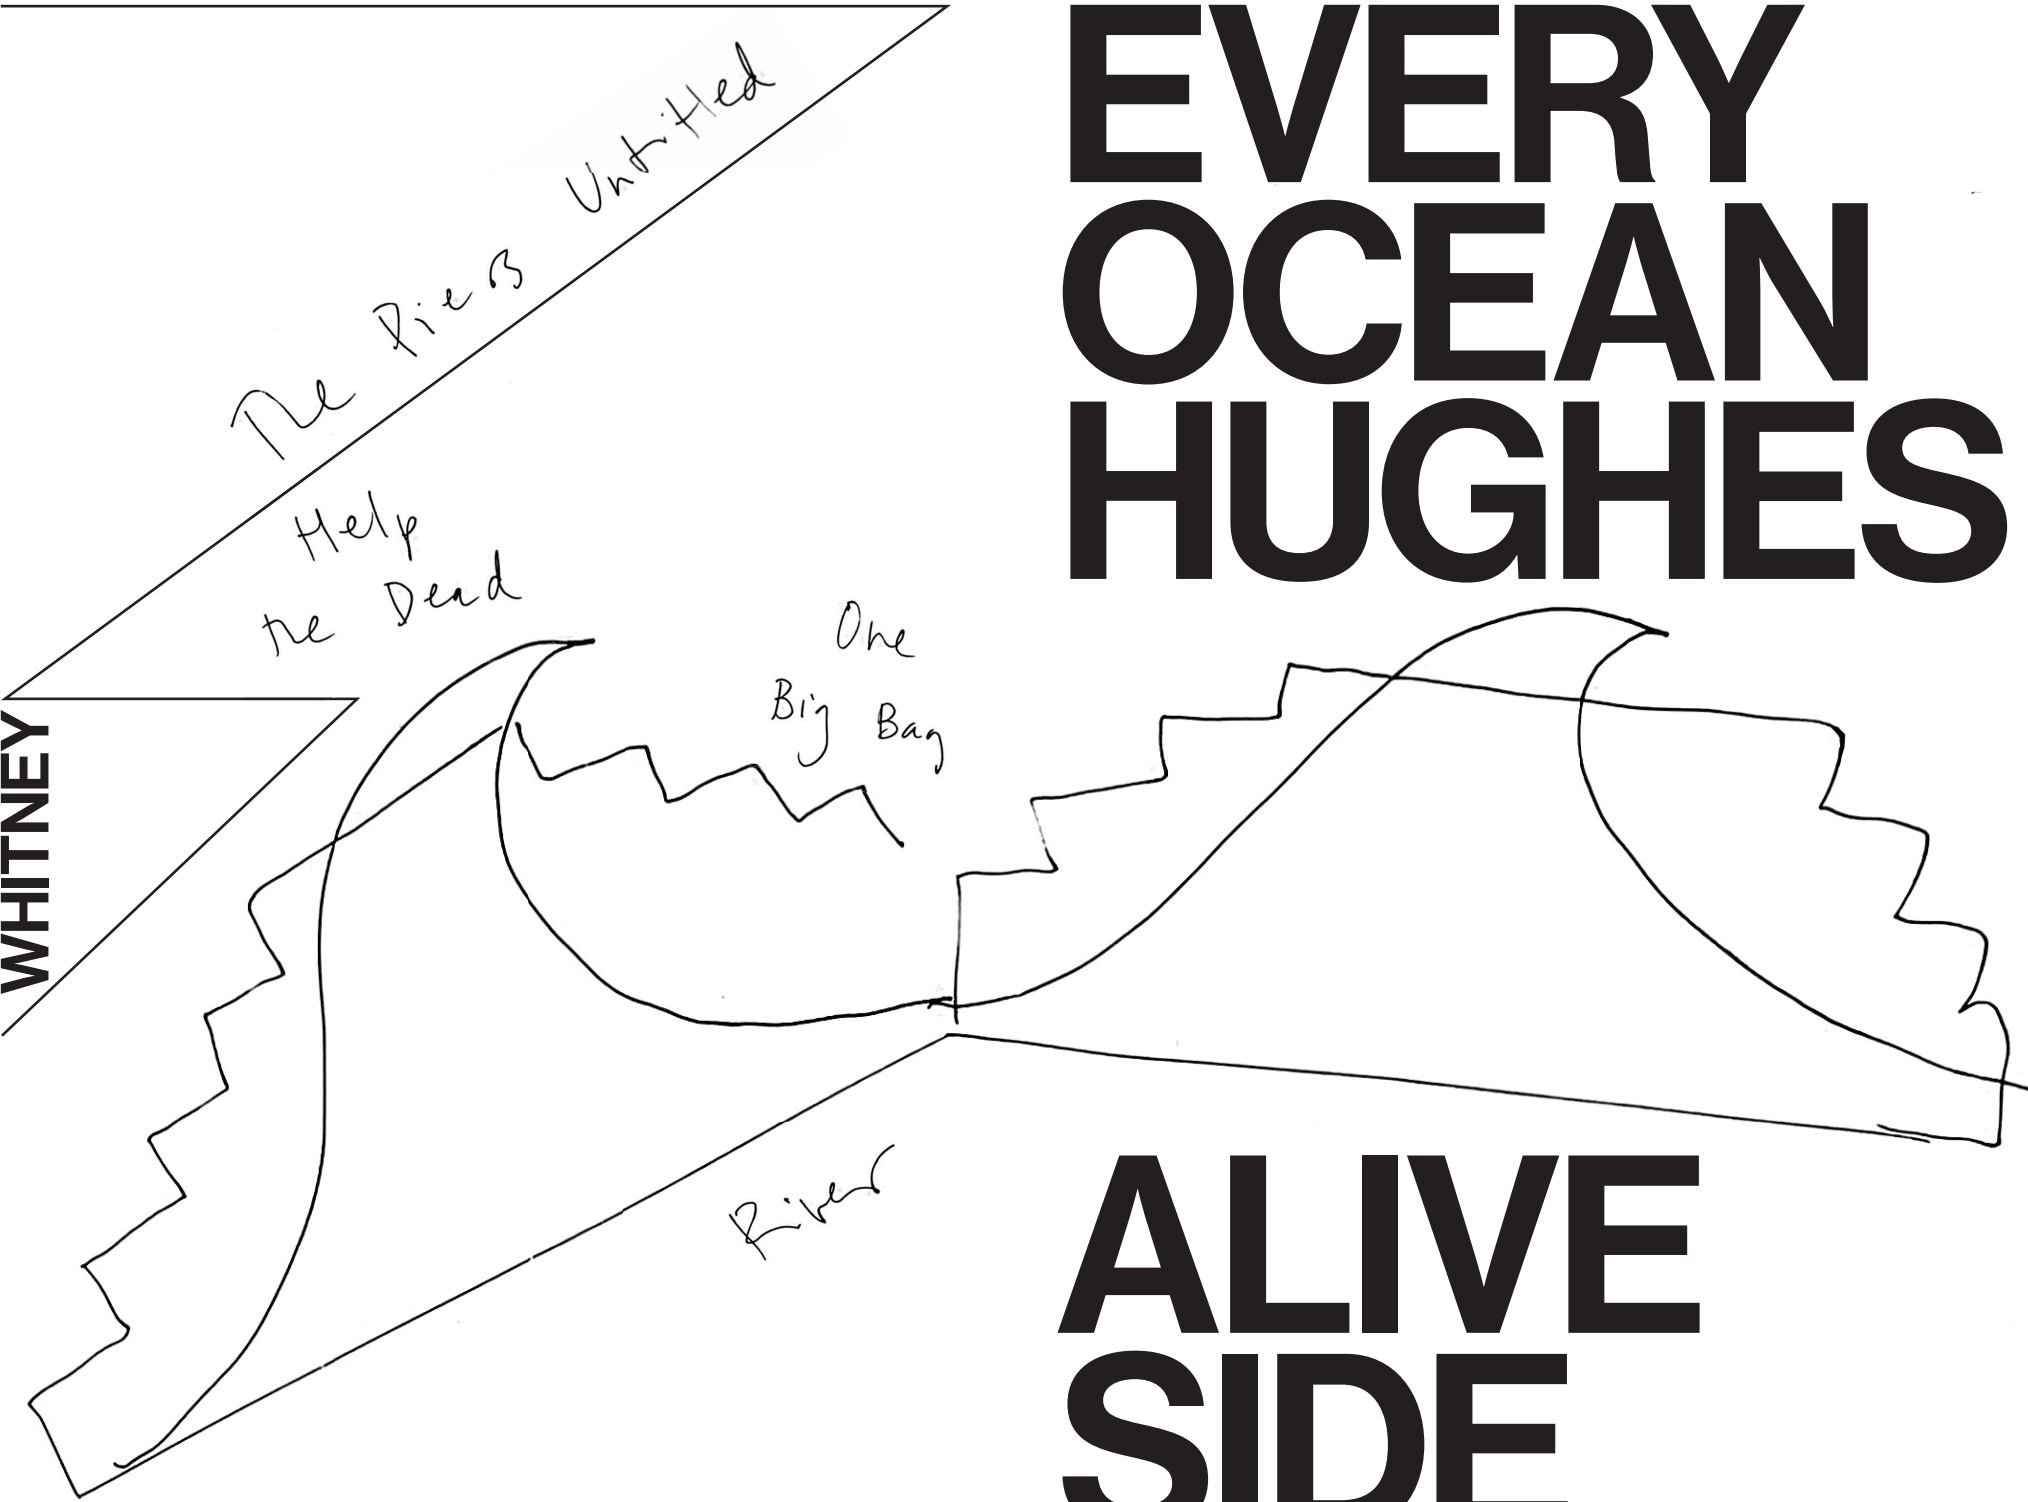 EVERY
OCEAN
HUGHES
The Piers Untitled
Help
the Dead
One
Big Bag
WHITNEY
River
ALIVE
SIDE